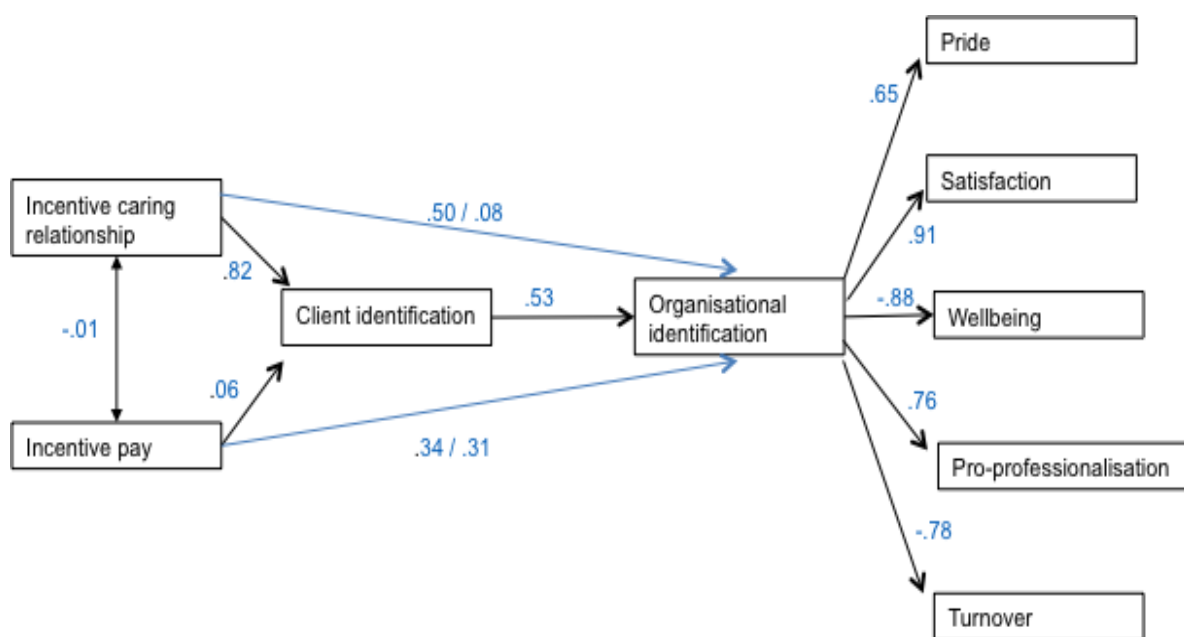 Pride
.65
Satisfaction
Incentive caring
relationship
.50 / .08
.91
.82
Organisational
identification
Client identification
.53
-.88
Wellbeing
-.01
.06
.76
Incentive pay
.34 / .31
Pro-professionalisation
-.78
Turnover